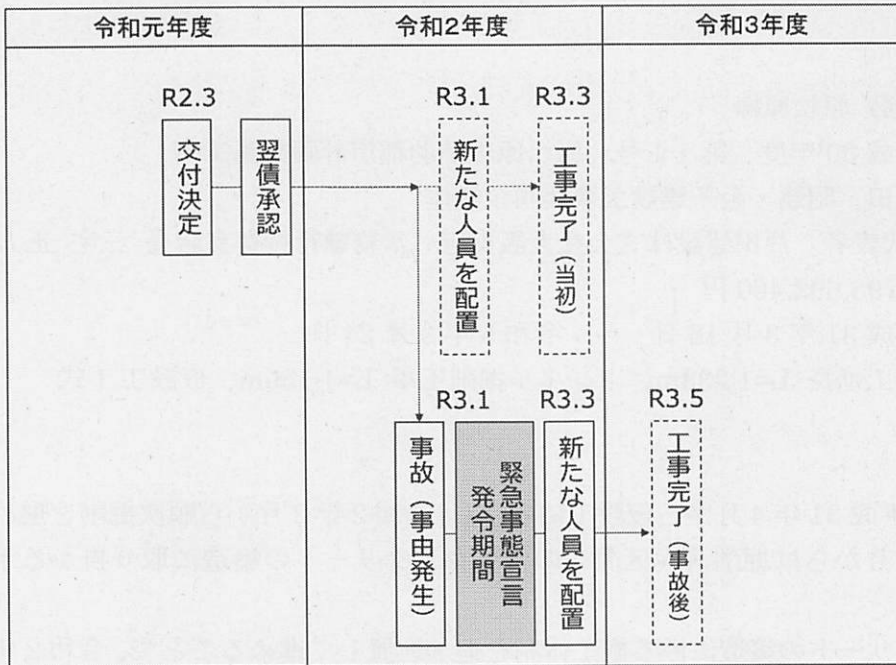 令和元年度
令和2年度
令和3年度
R2.3
交付決定
翌債承認
R3.1
新たな人員を配置
R3.3
工事完了（当初）
R3.1
事故（事由発生）
緊急事態宣言
発令期間
R3.3
新たな人員を配置
R3.5
工事完了（事故後）